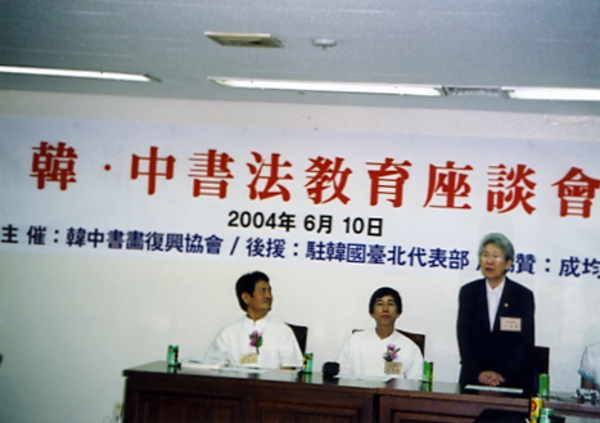 韓·中書法教育座談會
2004年 6月 10日
主 催：韓中書畫復興協會 / 後援：駐韓國臺北代表部 / 贊：成均